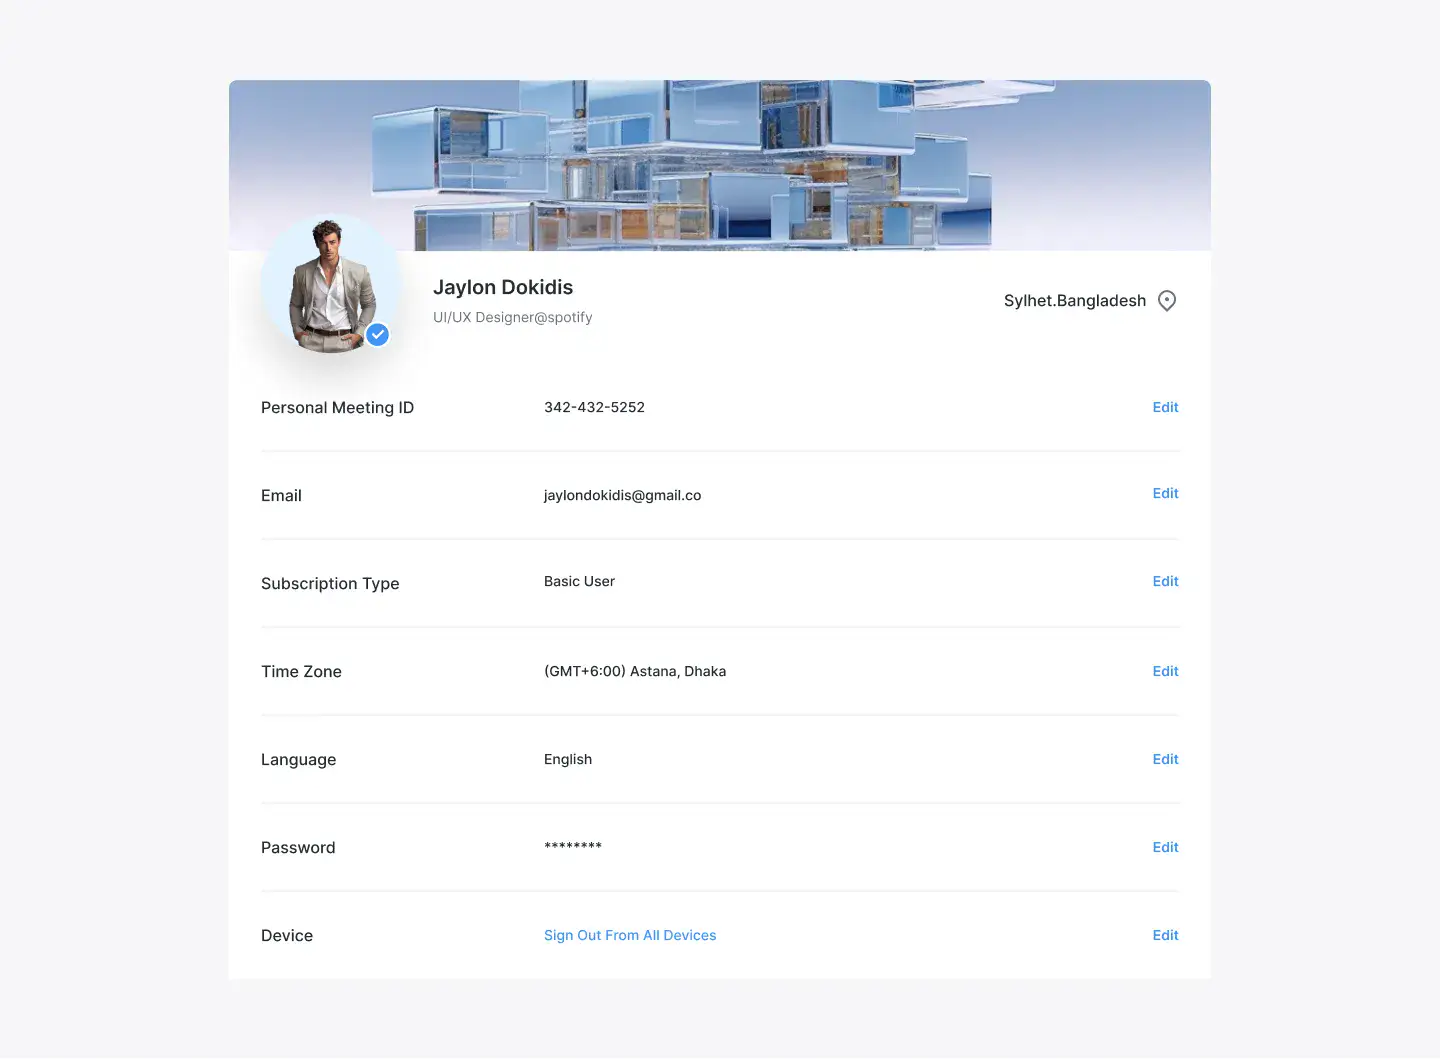 Jaylon Dokidis
UI/UX Designer@spotify
Sylhet.Bangladesh
Personal Meeting ID 342-432-5252 Edit
Email jaylondokidis@gmail.co Edit
Subscription Type Basic User Edit
Time Zone (GMT+6:00) Astana, Dhaka Edit
Language English Edit
Password ******** Edit
Device Sign Out From All Devices Edit